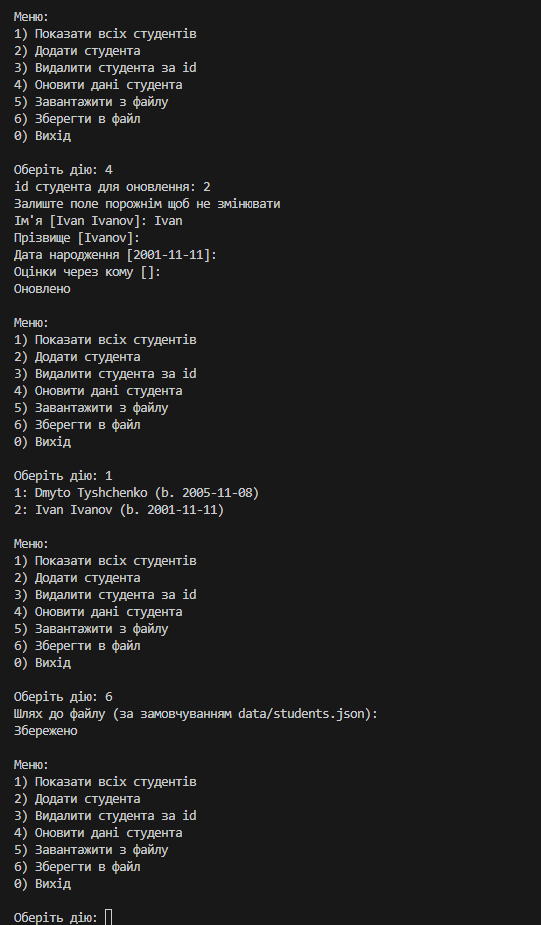 Меню:
1) Показати всіх студентів
2) Додати студента
3) Видалити студента за id
4) Оновити дані студента
5) Завантажити з файлу
6) Зберегти в файл
0) Вихід
Оберіть дію: 4
id студента для оновлення: 2
Залиште поле порожнім щоб не змінювати
Ім'я [Ivan Ivanov]: Ivan
Прізвище [Ivanov]:
Дата народження [2001-11-11]:
Оцінки через кому []:
Оновлено
Меню:
1) Показати всіх студентів
2) Додати студента
3) Видалити студента за id
4) Оновити дані студента
5) Завантажити з файлу
6) Зберегти в файл
0) Вихід
Оберіть дію: 1
1: Dmyto Tyshchenko (b. 2005-11-08)
2: Ivan Ivanov (b. 2001-11-11)
Меню:
1) Показати всіх студентів
2) Додати студента
3) Видалити студента за id
4) Оновити дані студента
5) Завантажити з файлу
6) Зберегти в файл
0) Вихід
Оберіть дію: 6
Шлях до файлу (за замовчуванням data/students.json):
Збережено
Меню:
1) Показати всіх студентів
2) Додати студента
3) Видалити студента за id
4) Оновити дані студента
5) Завантажити з файлу
6) Зберегти в файл
0) Вихід
Оберіть дію: